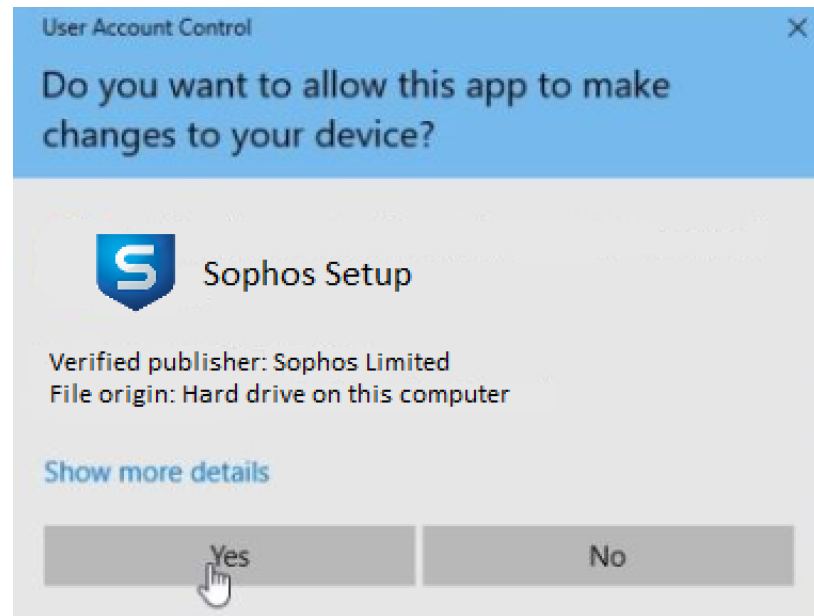 User Account Control
Do you want to allow this app to make
changes to your device?
Sophos Setup
Verified publisher: Sophos Limited
File origin: Hard drive on this computer
Show more details
Yes
No